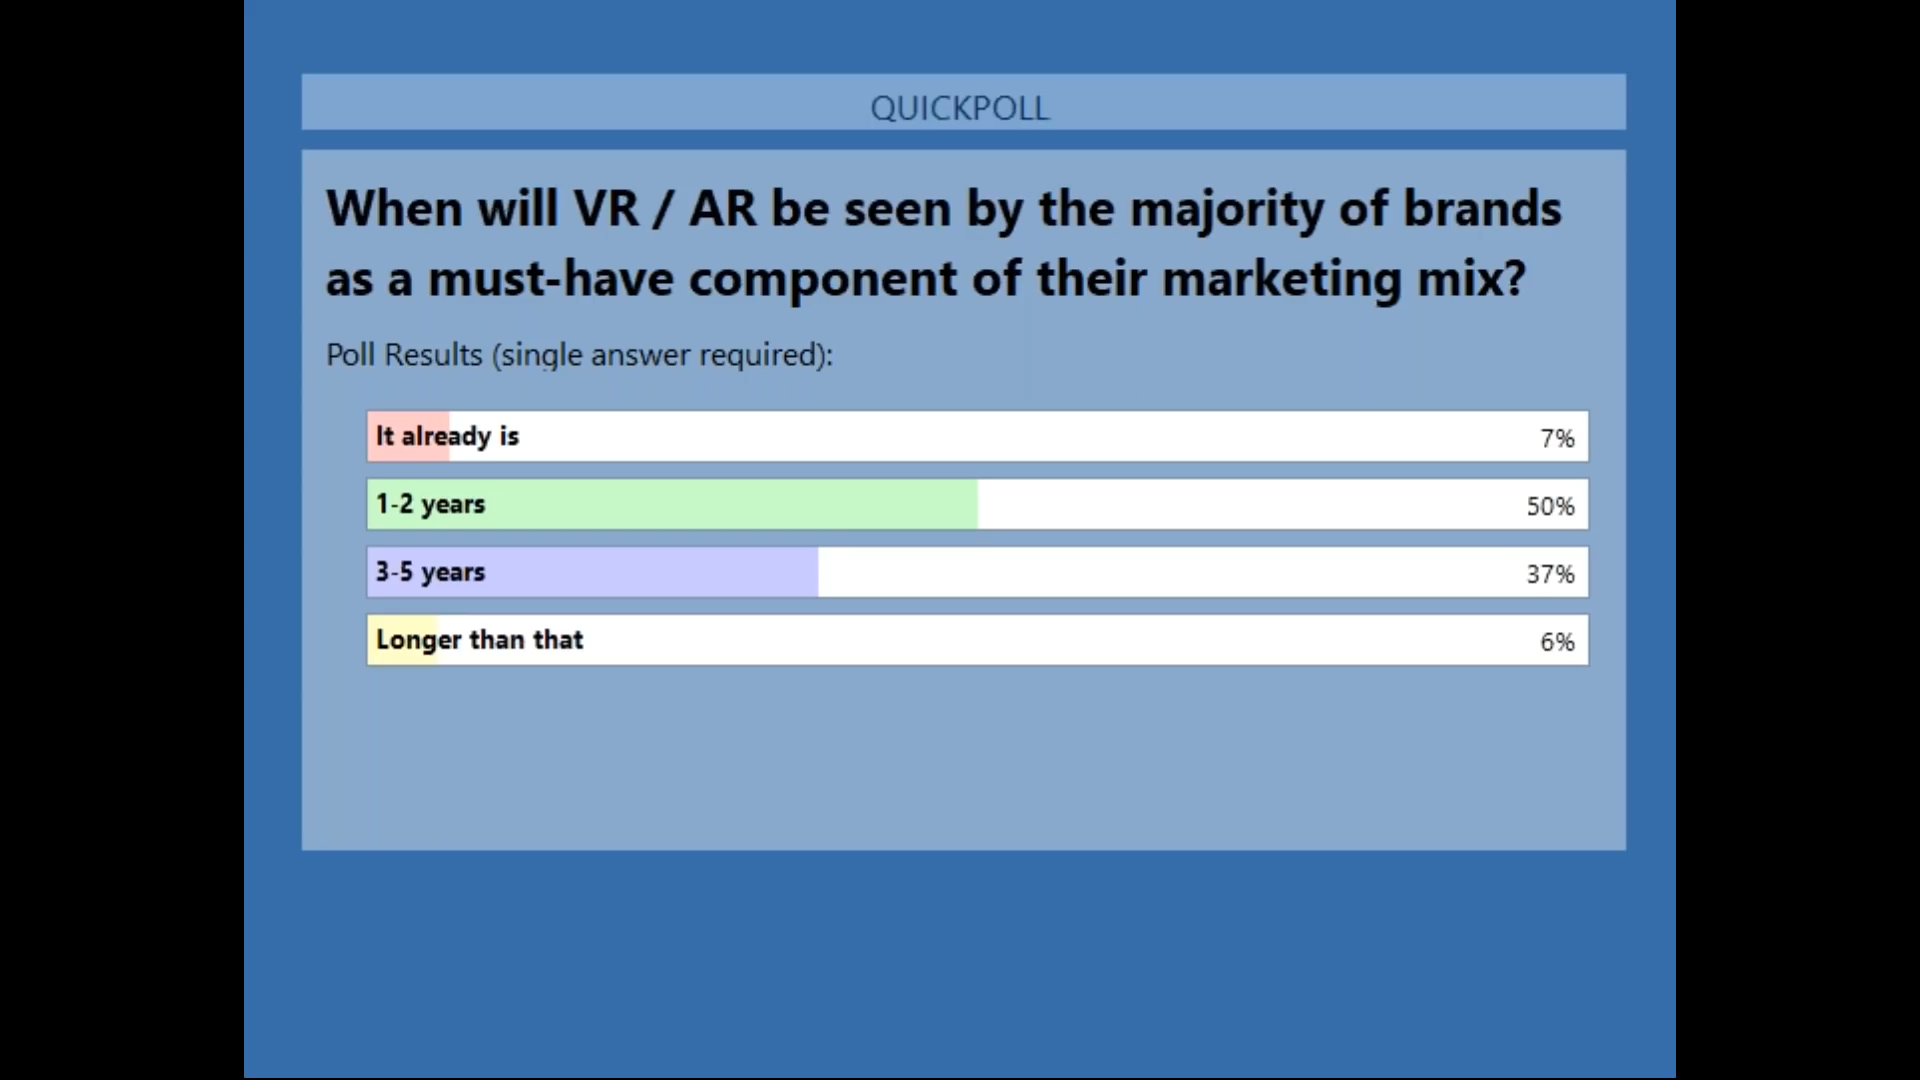 QUICKPOLL
When will VR / AR be seen by the majority of brands
as a must-have component of their marketing mix?
Poll Results (single answer required):
It already is 7%
1-2 years 50%
3-5 years 37%
Longer than that 6%